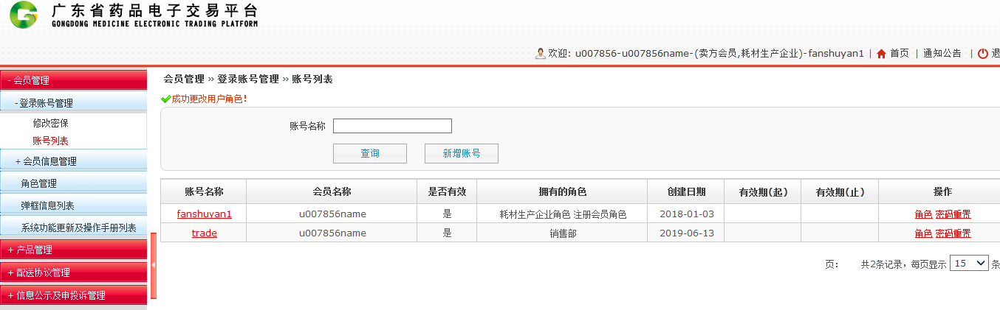 广东省药品电子交易平台
GONGDONG MEDICINE ELECTRONIC TRADING PLATFORM
欢迎: u007856-u007856name-(卖方会员,耗材生产企业)-fanshuyan1 | 首页 | 通知公告 | 退
- 会员管理
- 登录账号管理
修改密保
账号列表
+ 会员信息管理
角色管理
弹框信息列表
系统功能更新及操作手册列表
+ 产品管理
+ 配送协议管理
+ 信息公示及申投诉管理
会员管理 » 登录账号管理 » 账号列表
成功更改用户角色!
账号名称
查询 新增账号
账号名称 会员名称 是否有效 拥有的角色 创建日期 有效期(起) 有效期(止) 操作
fanshuyan1 u007856name 是 耗材生产企业角色 注册会员角色 2018-01-03 角色 密码重置
trade u007856name 是 销售部 2019-06-13 角色 密码重置
页: 共2条记录，每页显示 15 条